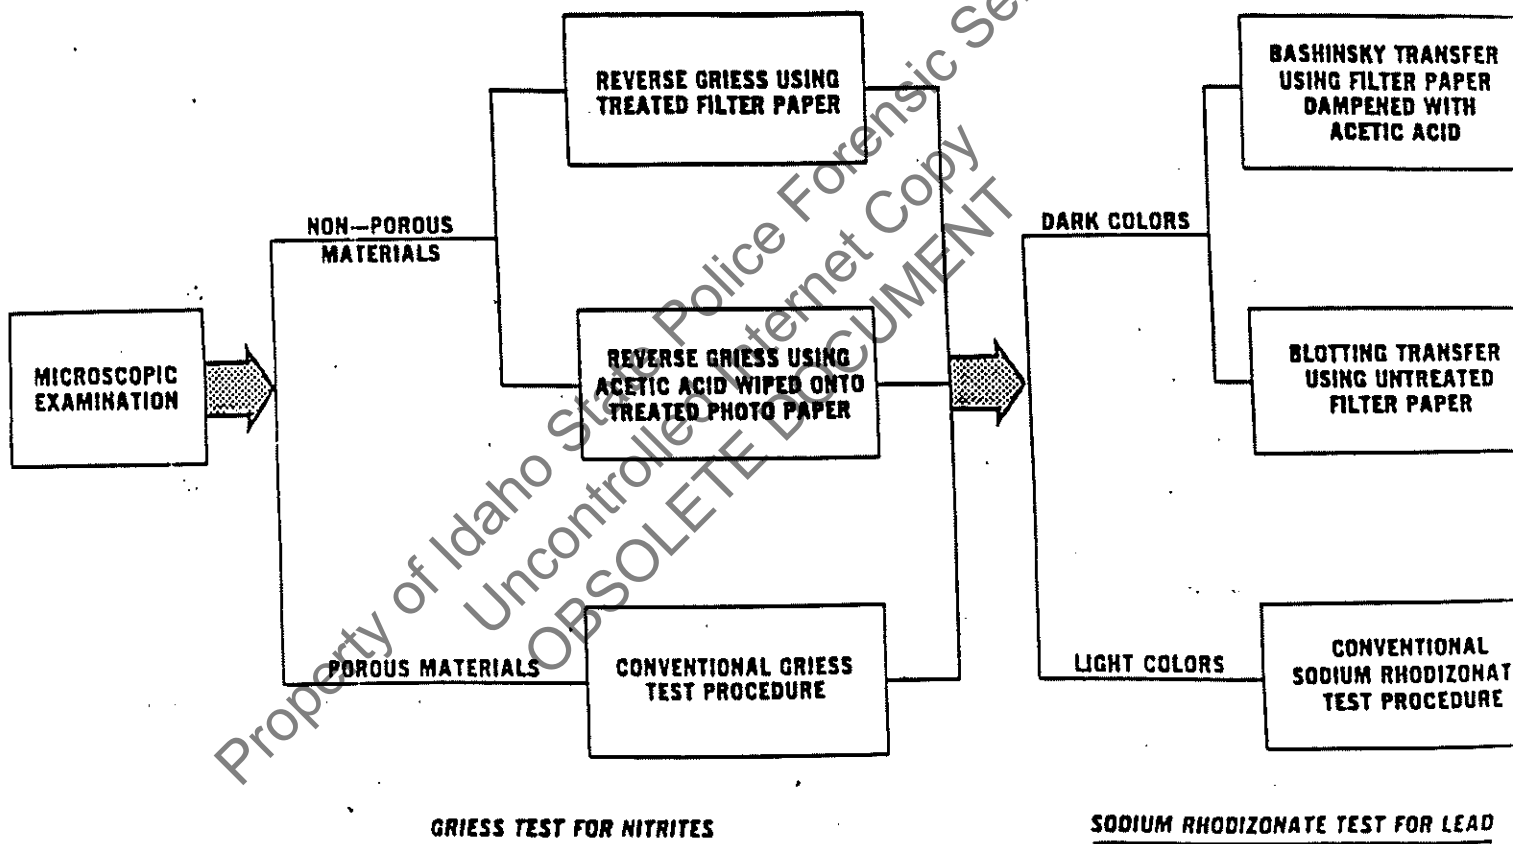 REVERSE GRIESS USING
TREATED FILTER PAPER
BASHINSKY TRANSFER
USING FILTER PAPER
DAMPENED WITH
ACETIC ACID
NON—POROUS
MATERIALS
DARK COLORS
MICROSCOPIC
EXAMINATION
REVERSE GRIESS USING
ACETIC ACID WIPED ONTO
TREATED PHOTO PAPER
BLOTTING TRANSFER
USING UNTREATED
FILTER PAPER
POROUS MATERIALS
CONVENTIONAL GRIESS
TEST PROCEDURE
LIGHT COLORS
CONVENTIONAL
SODIUM RHODIZONAT
TEST PROCEDURE
GRIESS TEST FOR NITRITES
SODIUM RHODIZONATE TEST FOR LEAD
Property of Idaho State Police Forensic
Uncontrolled Internet Copy
OBSOLETE DOCUMENT